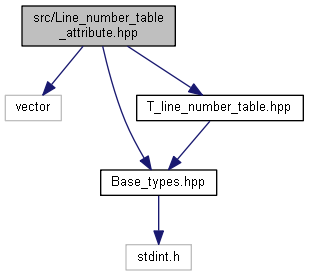 src/Line_number_table
_attribute.hpp
vector
T_line_number_table.hpp
Base_types.hpp
stdint.h